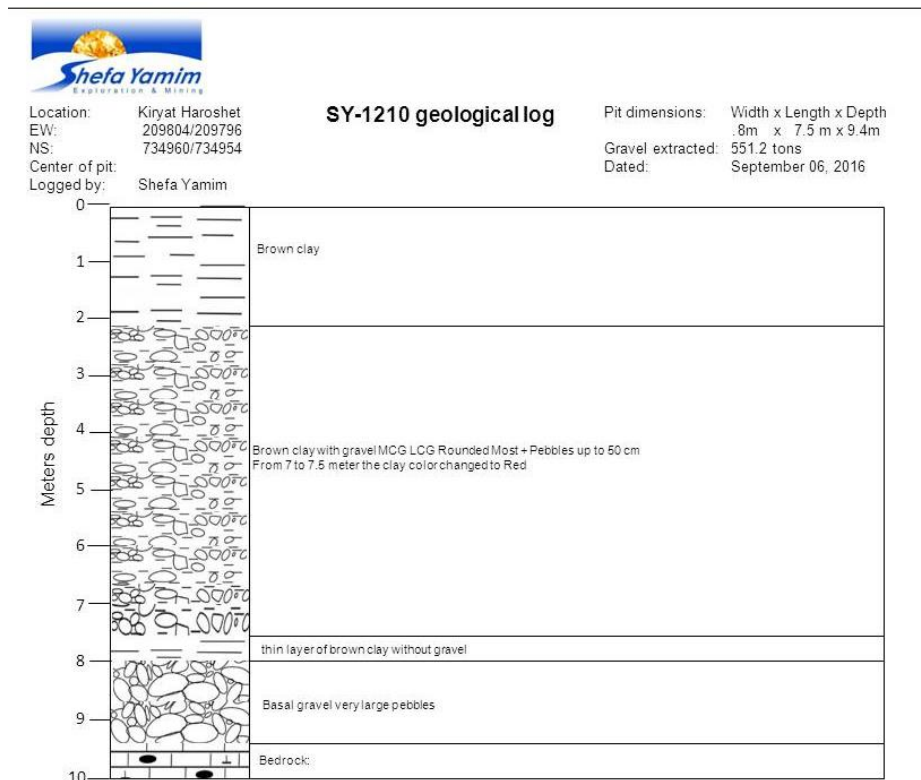 Shefa Yamim
Exploration & Mining
SY-1210 geological log
Location: Kiryat Haroshet
EW: 209804/209796
NS: 734960/734954
Center of pit:
Logged by: Shefa Yamim
Pit dimensions: Width x Length x Depth
.8m x 7.5 m x 9.4m
Gravel extracted: 551.2 tons
Dated: September 06, 2016
Meters depth
0
1
2
3
4
5
6
7
8
9
10
Brown clay
Brown clay with gravel MCG LCG Rounded Most + Pebbles up to 50 cm
From 7 to 7.5 meter the clay color changed to Red
thin layer of brown clay without gravel
Basal gravel very large pebbles
Bedrock: